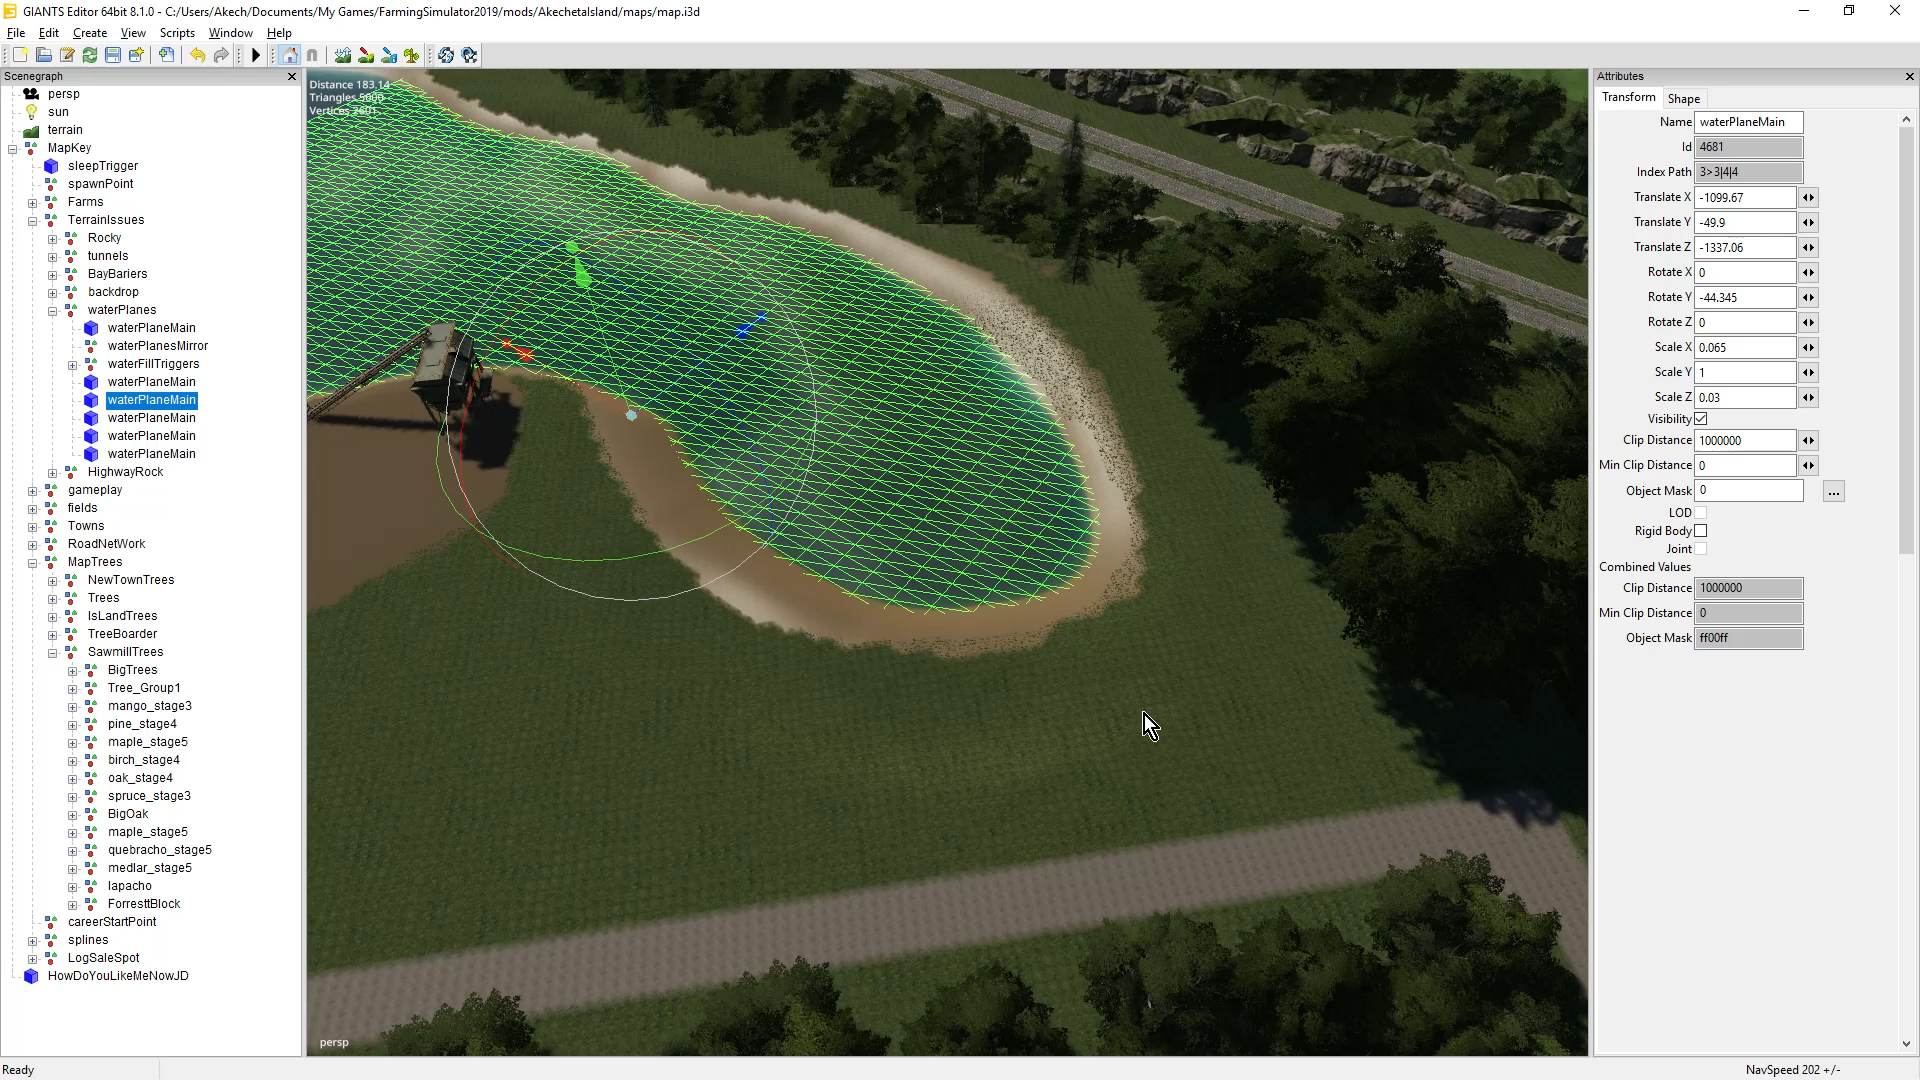 GIANTS Editor 64bit 8.1.0 - C:/Users/Akech/Documents/My Games/FarmingSimulator2019/mods/AkechetaIsland/maps/map.i3d
File Edit Create View Scripts Window Help
Scenegraph
persp
sun
terrain
MapKey
sleepTrigger
spawnPoint
Farms
TerrainIssues
Rocky
tunnels
BayBariers
backdrop
waterPlanes
waterPlaneMain
waterPlanesMirror
waterFillTriggers
waterPlaneMain
waterPlaneMain
waterPlaneMain
waterPlaneMain
waterPlaneMain
HighwayRock
gameplay
fields
Towns
RoadNetWork
MapTrees
NewTownTrees
Trees
IsLandTrees
TreeBoarder
SawmillTrees
BigTrees
Tree_Group1
mango_stage3
pine_stage4
maple_stage5
birch_stage4
oak_stage4
spruce_stage3
BigOak
maple_stage5
quebracho_stage5
medlar_stage5
lapacho
ForresttBlock
careerStartPoint
splines
LogSaleSpot
HowDoYouLikeMeNowJD
Distance 183.14
Triangles 5000
Vertices 2601
persp
Attributes
Transform Shape
Name waterPlaneMain
Id 4681
Index Path 3>3|4|4
Translate X -1099.67
Translate Y -49.9
Translate Z -1337.06
Rotate X 0
Rotate Y -44.345
Rotate Z 0
Scale X 0.065
Scale Y 1
Scale Z 0.03
Visibility
Clip Distance 1000000
Min Clip Distance 0
Object Mask 0 ...
LOD
Rigid Body
Joint
Combined Values
Clip Distance 1000000
Min Clip Distance 0
Object Mask ff00ff
Ready
NavSpeed 202 +/-